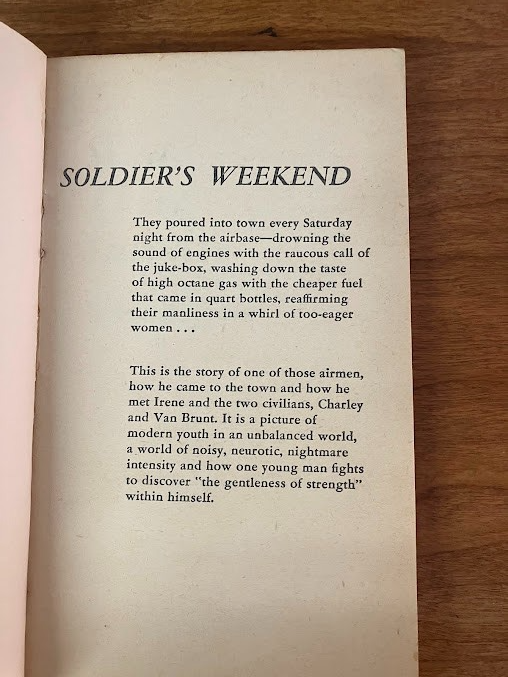 SOLDIER'S WEEKEND
They poured into town every Saturday
night from the airbase—drowning the
sound of engines with the raucous call of
the juke-box, washing down the taste
of high octane gas with the cheaper fuel
that came in quart bottles, reaffirming
their manliness in a whirl of too-eager
women . . .
This is the story of one of those airmen,
how he came to the town and how he
met Irene and the two civilians, Charley
and Van Brunt. It is a picture of
modern youth in an unbalanced world,
a world of noisy, neurotic, nightmare
intensity and how one young man fights
to discover "the gentleness of strength"
within himself.